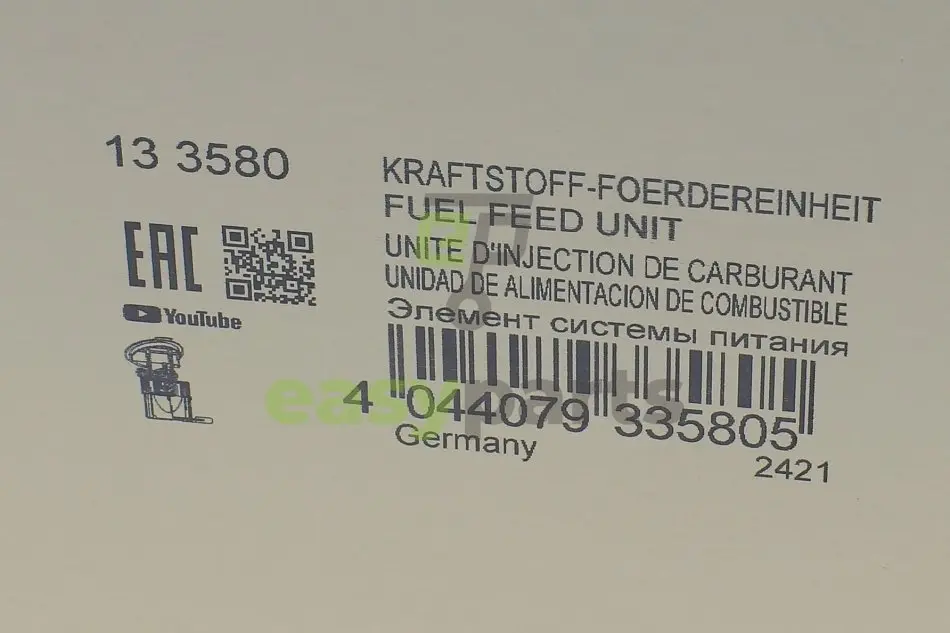 13 3580
KRAFTSTOFF-FOERDEREINHEIT
FUEL FEED UNIT
UNITE D'INJECTION DE CARBURANT
UNIDAD DE ALIMENTACION DE COMBUSTIBLE
Элемент системы питания
EAC
YouTube
4 044079 335805
Germany
2421
easyparts